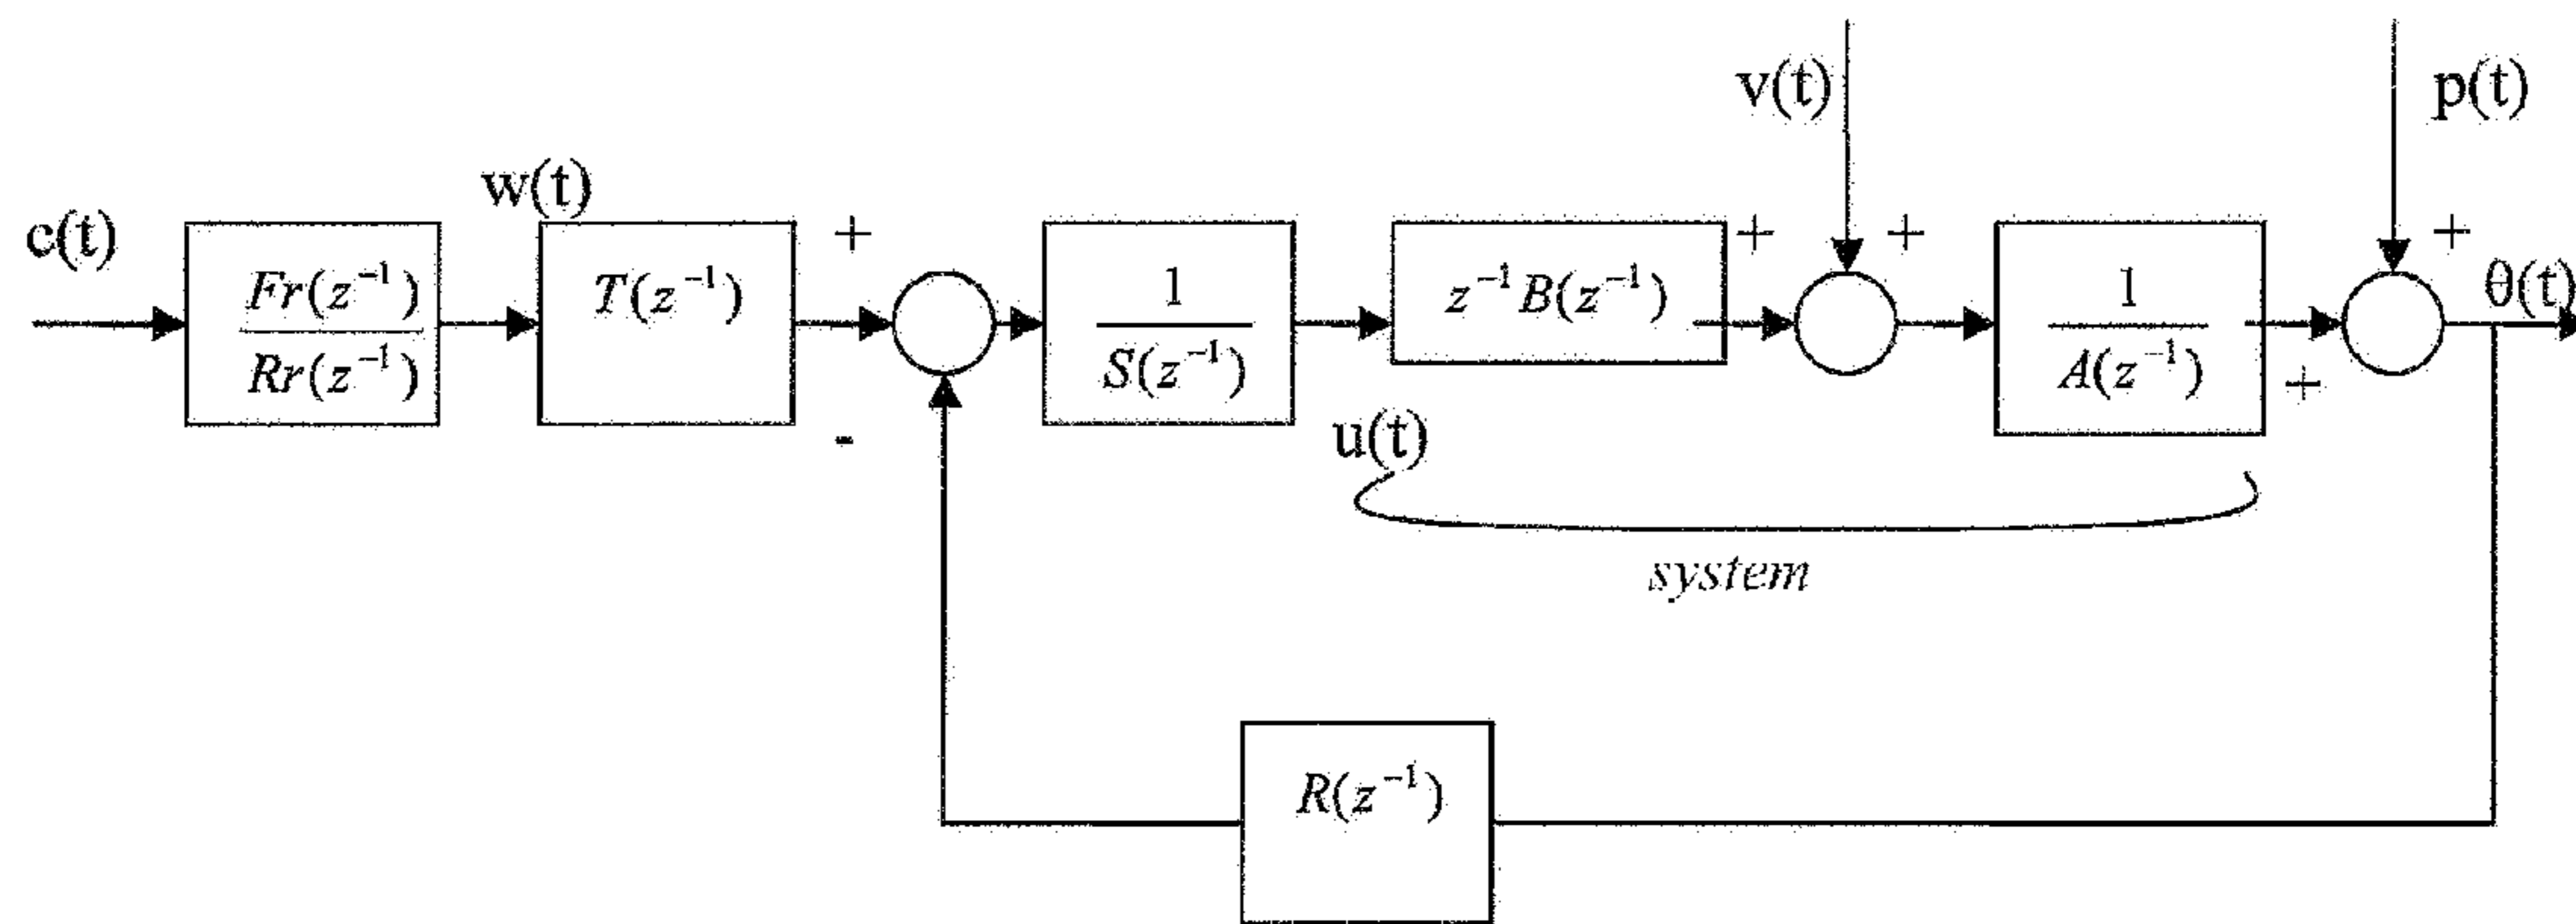 c(t)
Fr(z⁻¹)
Rr(z⁻¹)
w(t)
T(z⁻¹)
+
-
1
S(z⁻¹)
u(t)
z⁻¹B(z⁻¹)
+
v(t)
+
1
A(z⁻¹)
+
p(t)
+
θ(t)
system
R(z⁻¹)